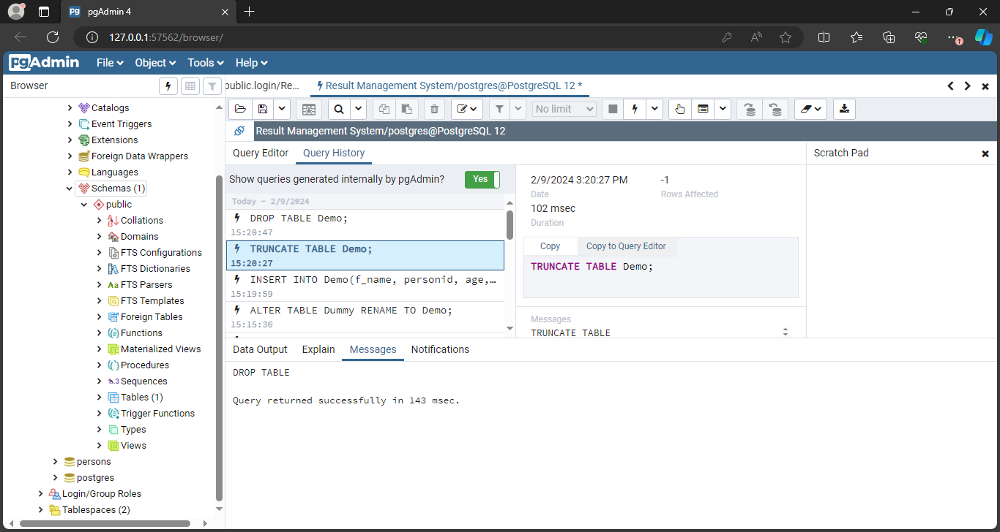 pgAdmin 4
127.0.0.1:57562/browser/
pgAdmin File Object Tools Help
Browser
public.login/Re... Result Management System/postgres@PostgreSQL 12 *
No limit
Result Management System/postgres@PostgreSQL 12
Catalogs
Event Triggers
Extensions
Foreign Data Wrappers
Languages
Schemas (1)
public
Collations
Domains
FTS Configurations
FTS Dictionaries
Aa FTS Parsers
FTS Templates
Foreign Tables
Functions
Materialized Views
Procedures
1..3 Sequences
Tables (1)
Trigger Functions
Types
Views
persons
postgres
Login/Group Roles
Tablespaces (2)
Query Editor Query History
Show queries generated internally by pgAdmin? Yes
Today - 2/9/2024
DROP TABLE Demo;
15:20:47
TRUNCATE TABLE Demo;
15:20:27
INSERT INTO Demo(f_name, personid, age,…
15:19:59
ALTER TABLE Dummy RENAME TO Demo;
15:15:36
2/9/2024 3:20:27 PM -1
Date Rows Affected
102 msec
Duration
Copy Copy to Query Editor
TRUNCATE TABLE Demo;
Messages
TRUNCATE TABLE
Scratch Pad
Data Output Explain Messages Notifications
DROP TABLE
Query returned successfully in 143 msec.